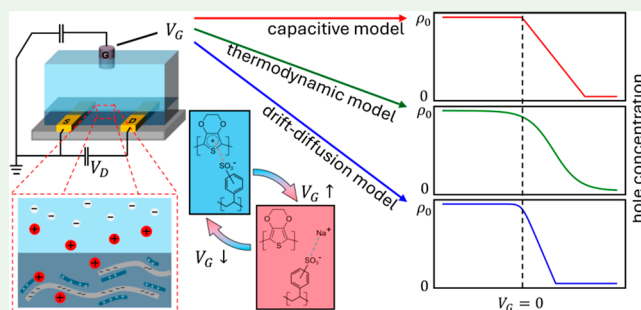 G
V_G
capacitive model
thermodynamic model
drift-diffusion model
S
D
V_D
V_G ↑
V_G ↓
O O
S
+
SO₃⁻
O O
S
Na⁺
SO₃⁻
ρ₀
0
ρ₀
0
ρ₀
0
V_G = 0
hole concentration